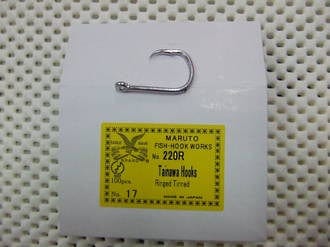 MARUTO
FISH-HOOK WORKS
No. 220R
Tainawa Hooks
Ringed Tinned
100pcs.
No. 17
MADE IN JAPAN